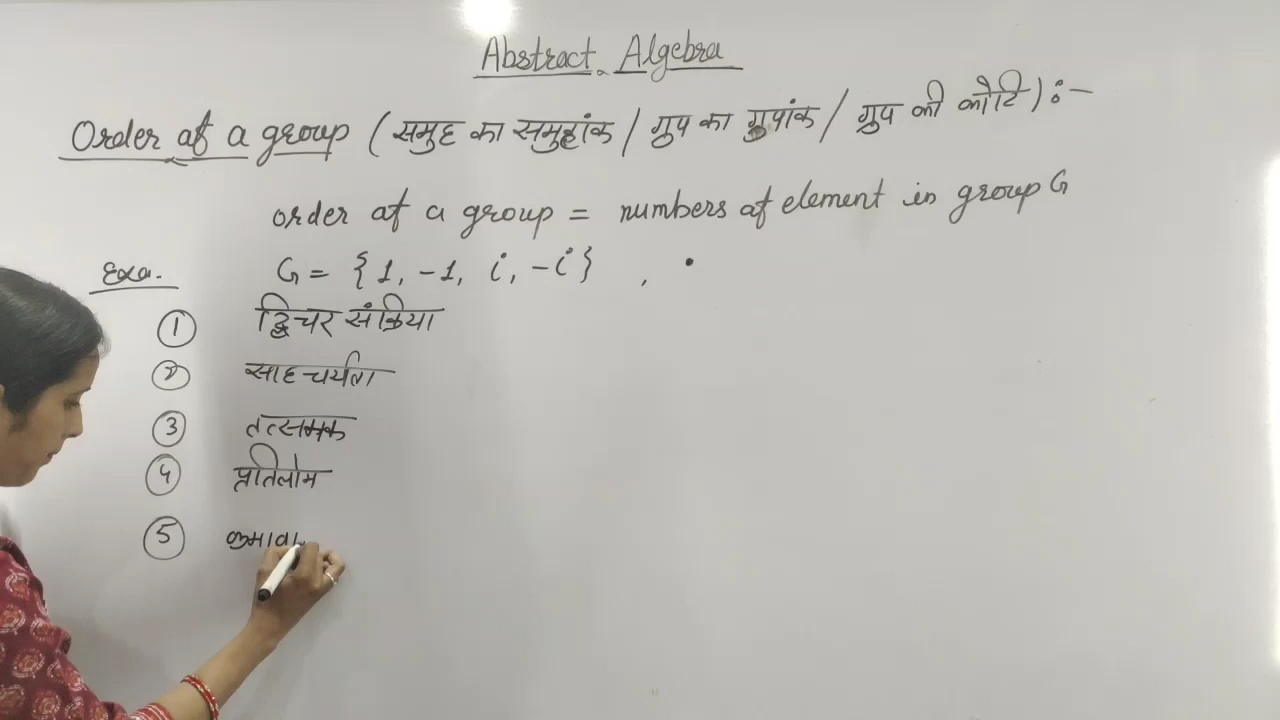 Abstract Algebra
Order of a group (समुह का समुहांक / ग्रुप का ग्रुपांक / ग्रुप की कोटि) :-
order of a group = numbers of element in group G
Exa. G = {1, -1, i, -i} , •
① द्विचर संक्रिया
② साहचर्यता
③ तत्समक
④ प्रतिलोम
⑤ क्रमावि